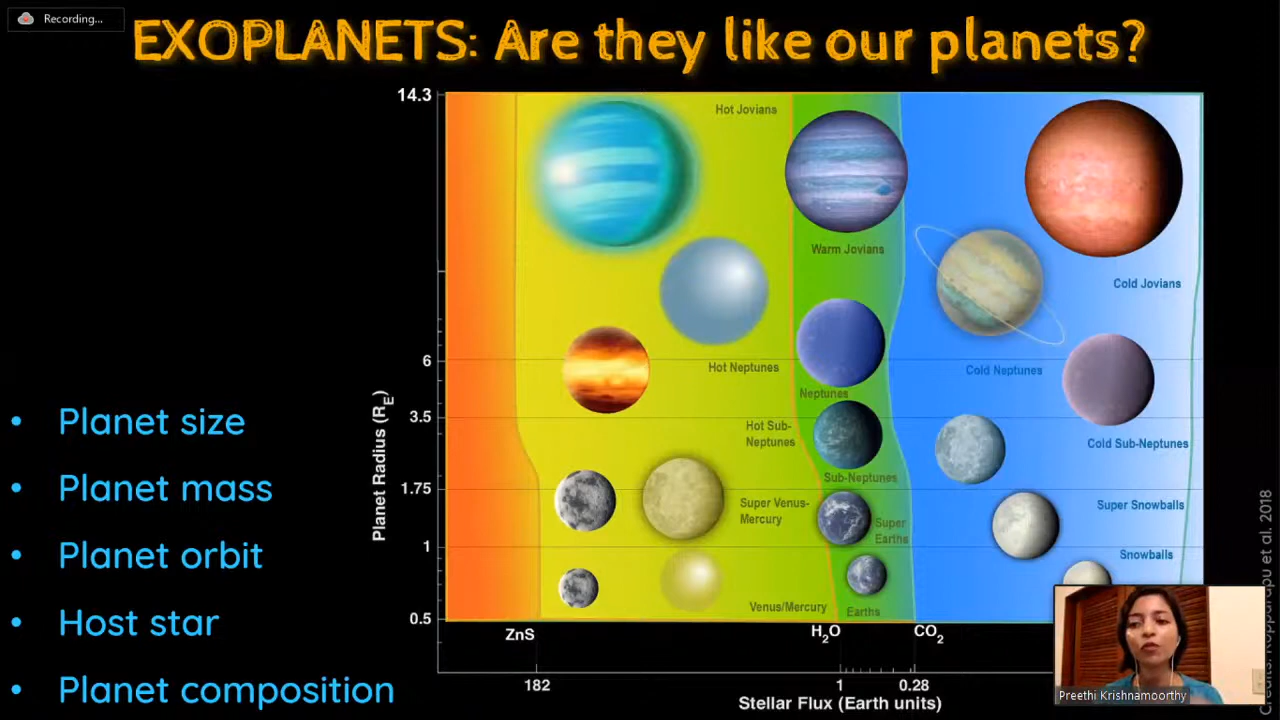 Recording...
EXOPLANETS: Are they like our planets?
• Planet size
• Planet mass
• Planet orbit
• Host star
• Planet composition
Planet Radius (RE)
14.3
6
3.5
1.75
1
0.5
Hot Jovians
Warm Jovians
Cold Jovians
Hot Neptunes
Neptunes
Cold Neptunes
Hot Sub-
Neptunes
Sub-Neptunes
Cold Sub-Neptunes
Super Venus-
Mercury
Super
Earths
Super Snowballs
Snowballs
Venus/Mercury
Earths
ZnS
H2O
CO2
182
1
0.28
Stellar Flux (Earth units)
Credits: Kopparapu et al. 2018
Preethi Krishnamoorthy